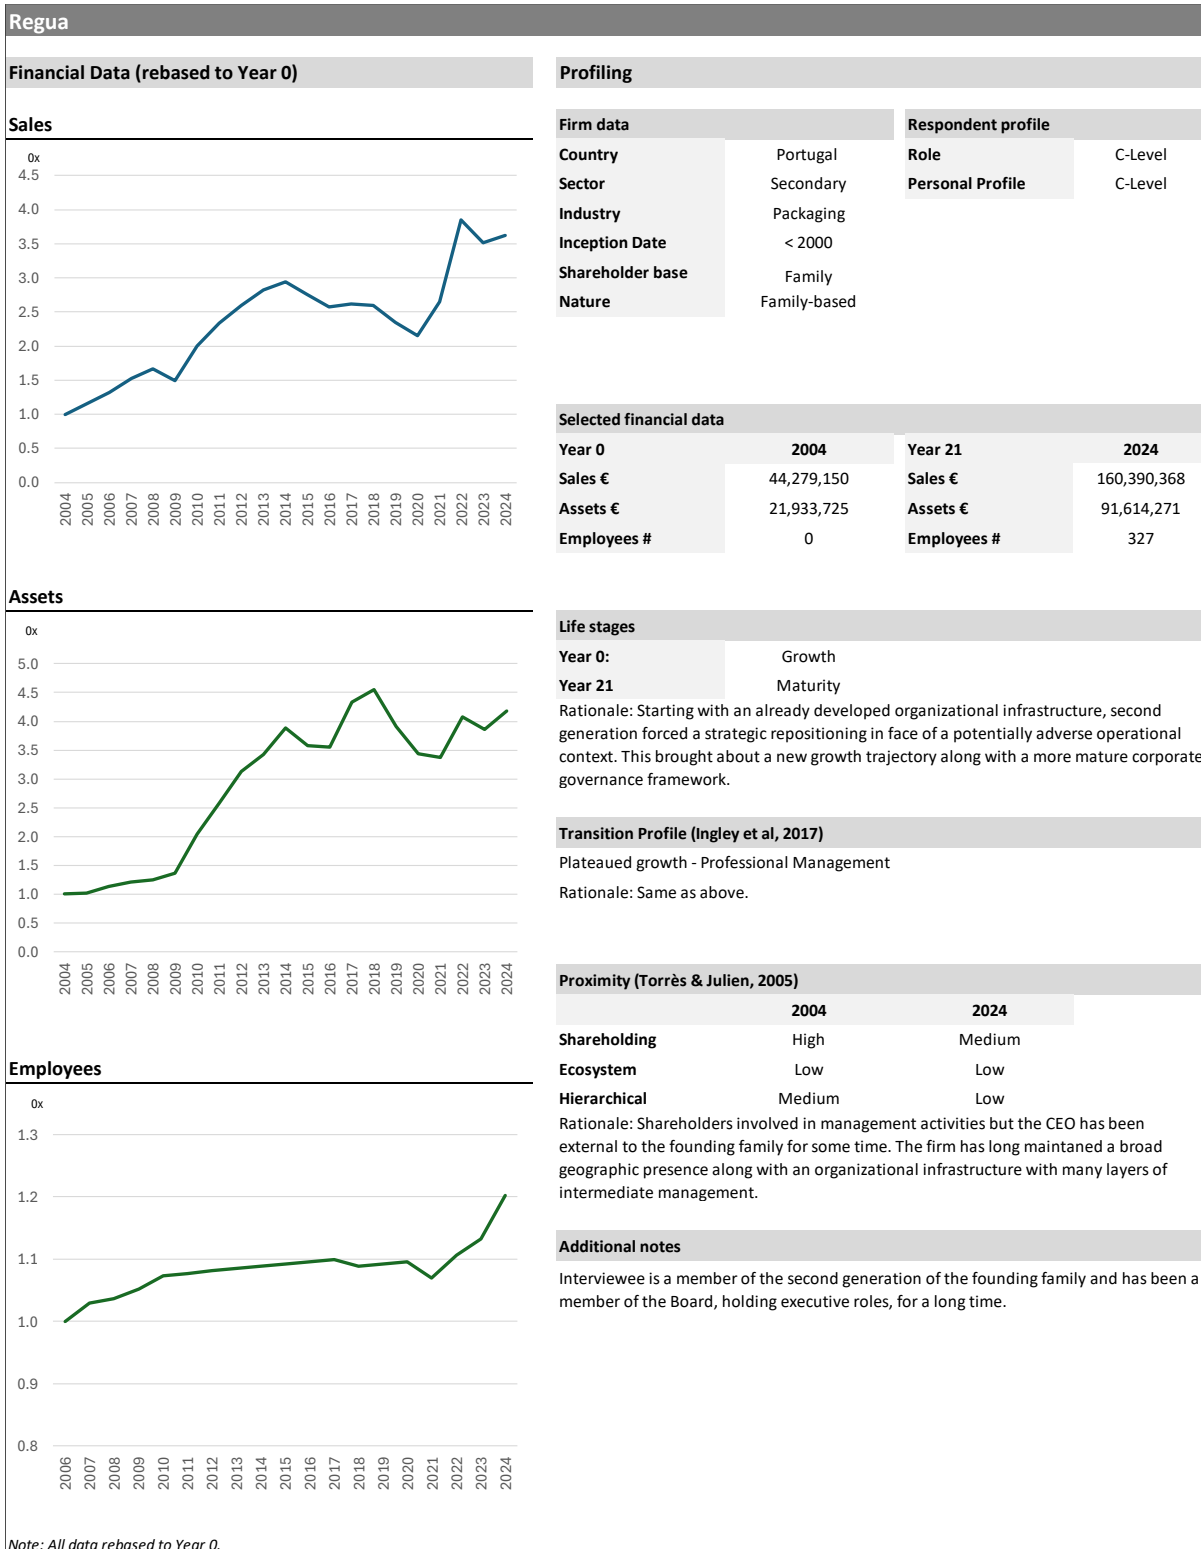 Regua
Financial Data (rebased to Year 0)
Sales
0x
4.5
4.0
3.5
3.0
2.5
2.0
1.5
1.0
0.5
0.0
2004 2005 2006 2007 2008 2009 2010 2011 2012 2013 2014 2015 2016 2017 2018 2019 2020 2021 2022 2023 2024
Assets
0x
5.0
4.5
4.0
3.5
3.0
2.5
2.0
1.5
1.0
0.5
0.0
2004 2005 2006 2007 2008 2009 2010 2011 2012 2013 2014 2015 2016 2017 2018 2019 2020 2021 2022 2023 2024
Employees
0x
1.3
1.2
1.1
1.0
0.9
0.8
2006 2007 2008 2009 2010 2011 2012 2013 2014 2015 2016 2017 2018 2019 2020 2021 2022 2023 2024
Note: All data rebased to Year 0.
Profiling
Firm data
Country Portugal
Sector Secondary
Industry Packaging
Inception Date < 2000
Shareholder base Family
Nature Family-based
Respondent profile
Role C-Level
Personal Profile C-Level
Selected financial data
Year 0 2004 Year 21 2024
Sales € 44,279,150 Sales € 160,390,368
Assets € 21,933,725 Assets € 91,614,271
Employees # 0 Employees # 327
Life stages
Year 0: Growth
Year 21 Maturity
Rationale: Starting with an already developed organizational infrastructure, second
generation forced a strategic repositioning in face of a potentially adverse operational
context. This brought about a new growth trajectory along with a more mature corporate
governance framework.
Transition Profile (Ingley et al, 2017)
Plateaued growth - Professional Management
Rationale: Same as above.
Proximity (Torrès & Julien, 2005)
2004 2024
Shareholding High Medium
Ecosystem Low Low
Hierarchical Medium Low
Rationale: Shareholders involved in management activities but the CEO has been
external to the founding family for some time. The firm has long maintaned a broad
geographic presence along with an organizational infrastructure with many layers of
intermediate management.
Additional notes
Interviewee is a member of the second generation of the founding family and has been a
member of the Board, holding executive roles, for a long time.